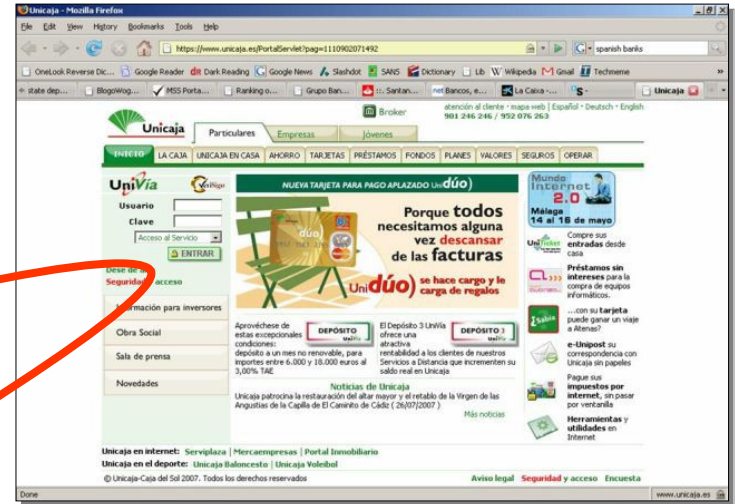 Unicaja - Mozilla Firefox
File Edit View History Bookmarks Tools Help
https://www.unicaja.es/PortalServlet?pag=1110902071492
spanish banks
OneLook Reverse Dic... Google Reader Dark Reading Google News Slashdot SANS Dictionary Lib Wikipedia Gmail Techmeme
state dep... BlogoWog... MSS Porta... Ranking o... Grupo Ban... ::. Santan... Bancos, e... La Caixa -... Unicaja
Broker
atención al cliente · mapa web | Español · Deutsch · English
901 246 246 / 952 076 263
Unicaja
Particulares Empresas Jóvenes
INICIO LA CAJA UNICAJA EN CASA AHORRO TARJETAS PRÉSTAMOS FONDOS PLANES VALORES SEGUROS OPERAR
UniVía
VeriSign
Usuario
Clave
Acceso al Servicio
ENTRAR
Seguridad acceso
Información para inversores
Obra Social
Sala de prensa
Novedades
NUEVA TARJETA PARA PAGO APLAZADO Uni dúo)
Porque todos
necesitamos alguna
vez descansar
de las facturas
Uni dúo) se hace cargo y le
carga de regalos
Aprovéchese de
estas excepcionales
condiciones:
depósito a un mes no renovable, para
importes entre 6.000 y 18.000 euros al
3,00% TAE
DEPÓSITO
UniVía
El Depósito 3 UniVía
ofrece una
atractiva
rentabilidad a los clientes de nuestros
Servicios a Distancia que incrementen su
saldo real en Unicaja
DEPÓSITO 3
UniVía
Noticias de Unicaja
Unicaja patrocina la restauración del altar mayor y el retablo de la Virgen de las
Angustias de la Capilla de El Caminito de Cádiz ( 26/07/2007 )
Más noticias
Mundo
Internet
2.0
Málaga
14 al 16 de mayo
UniTicket
Compre sus
entradas desde
casa
Préstamos sin
intereses para la
compra de equipos
informáticos.
...con su tarjeta
puede ganar un viaje
a Atenas?
e-Unipost su
correspondencia con
Unicaja sin papeles
Pague sus
impuestos por
internet, sin pasar
por ventanilla
Herramientas y
utilidades en
Internet
Unicaja en internet: Serviplaza | Mercaempresas | Portal Inmobiliario
Unicaja en el deporte: Unicaja Baloncesto | Unicaja Voleibol
© Unicaja-Caja del Sol 2007. Todos los derechos reservados
Aviso legal Seguridad y acceso Encuesta
Done
www.unicaja.es